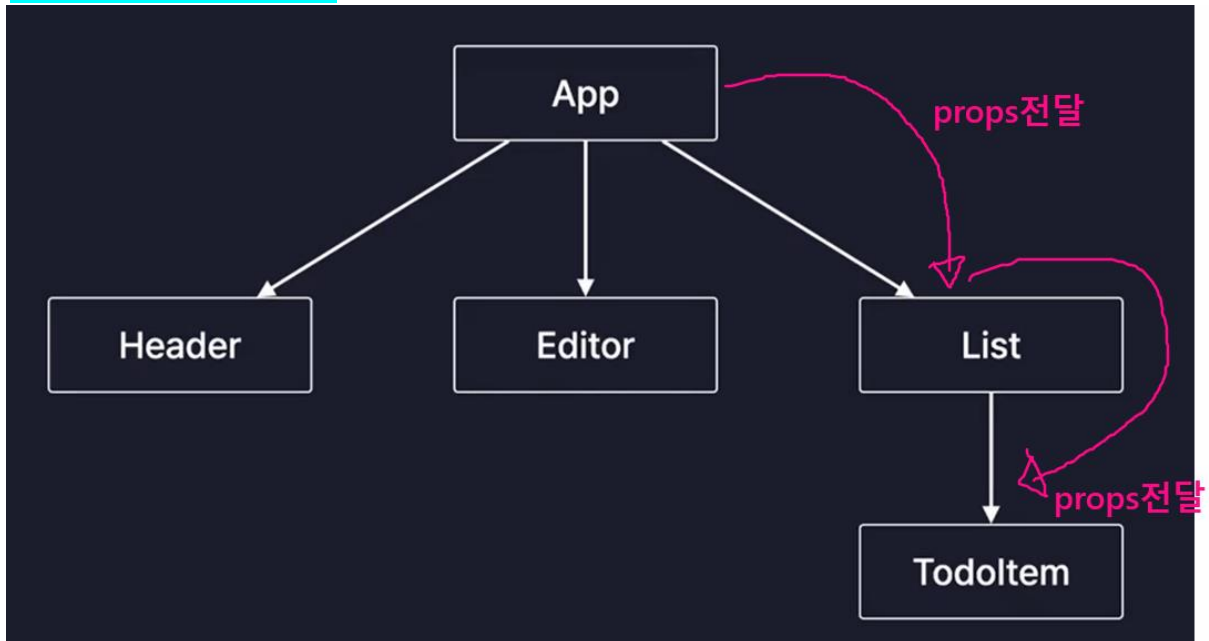 App
props전달
Header
Editor
List
props전달
TodoItem